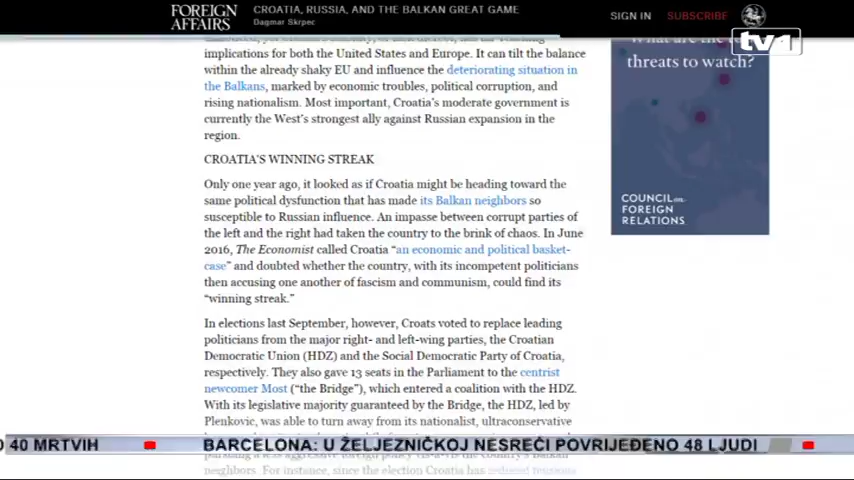 FOREIGN
AFFAIRS
CROATIA, RUSSIA, AND THE BALKAN GREAT GAME
Dagmar Skrpec
SIGN IN
SUBSCRIBE
tv1
implications for both the United States and Europe. It can tilt the balance
within the already shaky EU and influence the deteriorating situation in
the Balkans, marked by economic troubles, political corruption, and
rising nationalism. Most important, Croatia's moderate government is
currently the West's strongest ally against Russian expansion in the
region.
CROATIA'S WINNING STREAK
Only one year ago, it looked as if Croatia might be heading toward the
same political dysfunction that has made its Balkan neighbors so
susceptible to Russian influence. An impasse between corrupt parties of
the left and the right had taken the country to the brink of chaos. In June
2016, The Economist called Croatia "an economic and political basket-
case" and doubted whether the country, with its incompetent politicians
then accusing one another of fascism and communism, could find its
"winning streak."
In elections last September, however, Croats voted to replace leading
politicians from the major right- and left-wing parties, the Croatian
Democratic Union (HDZ) and the Social Democratic Party of Croatia,
respectively. They also gave 13 seats in the Parliament to the centrist
newcomer Most ("the Bridge"), which entered a coalition with the HDZ.
With its legislative majority guaranteed by the Bridge, the HDZ, led by
Plenkovic, was able to turn away from its nationalist, ultraconservative
neighbors. For instance, since the election Croatia has
What are the
threats to watch?
COUNCIL on
FOREIGN
RELATIONS
40 MRTVIH
BARCELONA: U ŽELJEZNIČKOJ NESREĆI POVRIJEĐENO 48 LJUDI